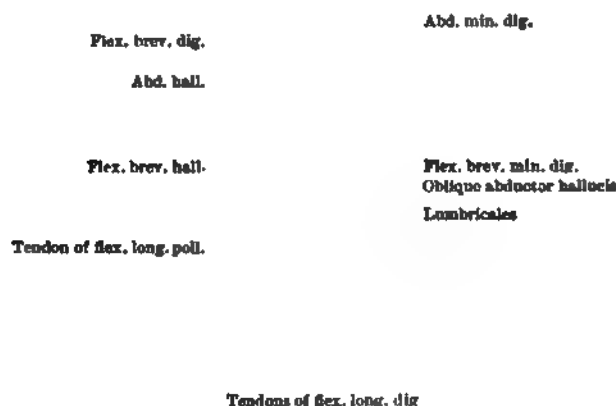 Abd. min. dig.
Flex. brev. dig.
Abd. hall.
Flex. brev. hall.
Flex. brev. min. dig.
Oblique abductor hallucis
Lumbricales
Tendon of flex. long. poll.
Tendons of flex. long. dig